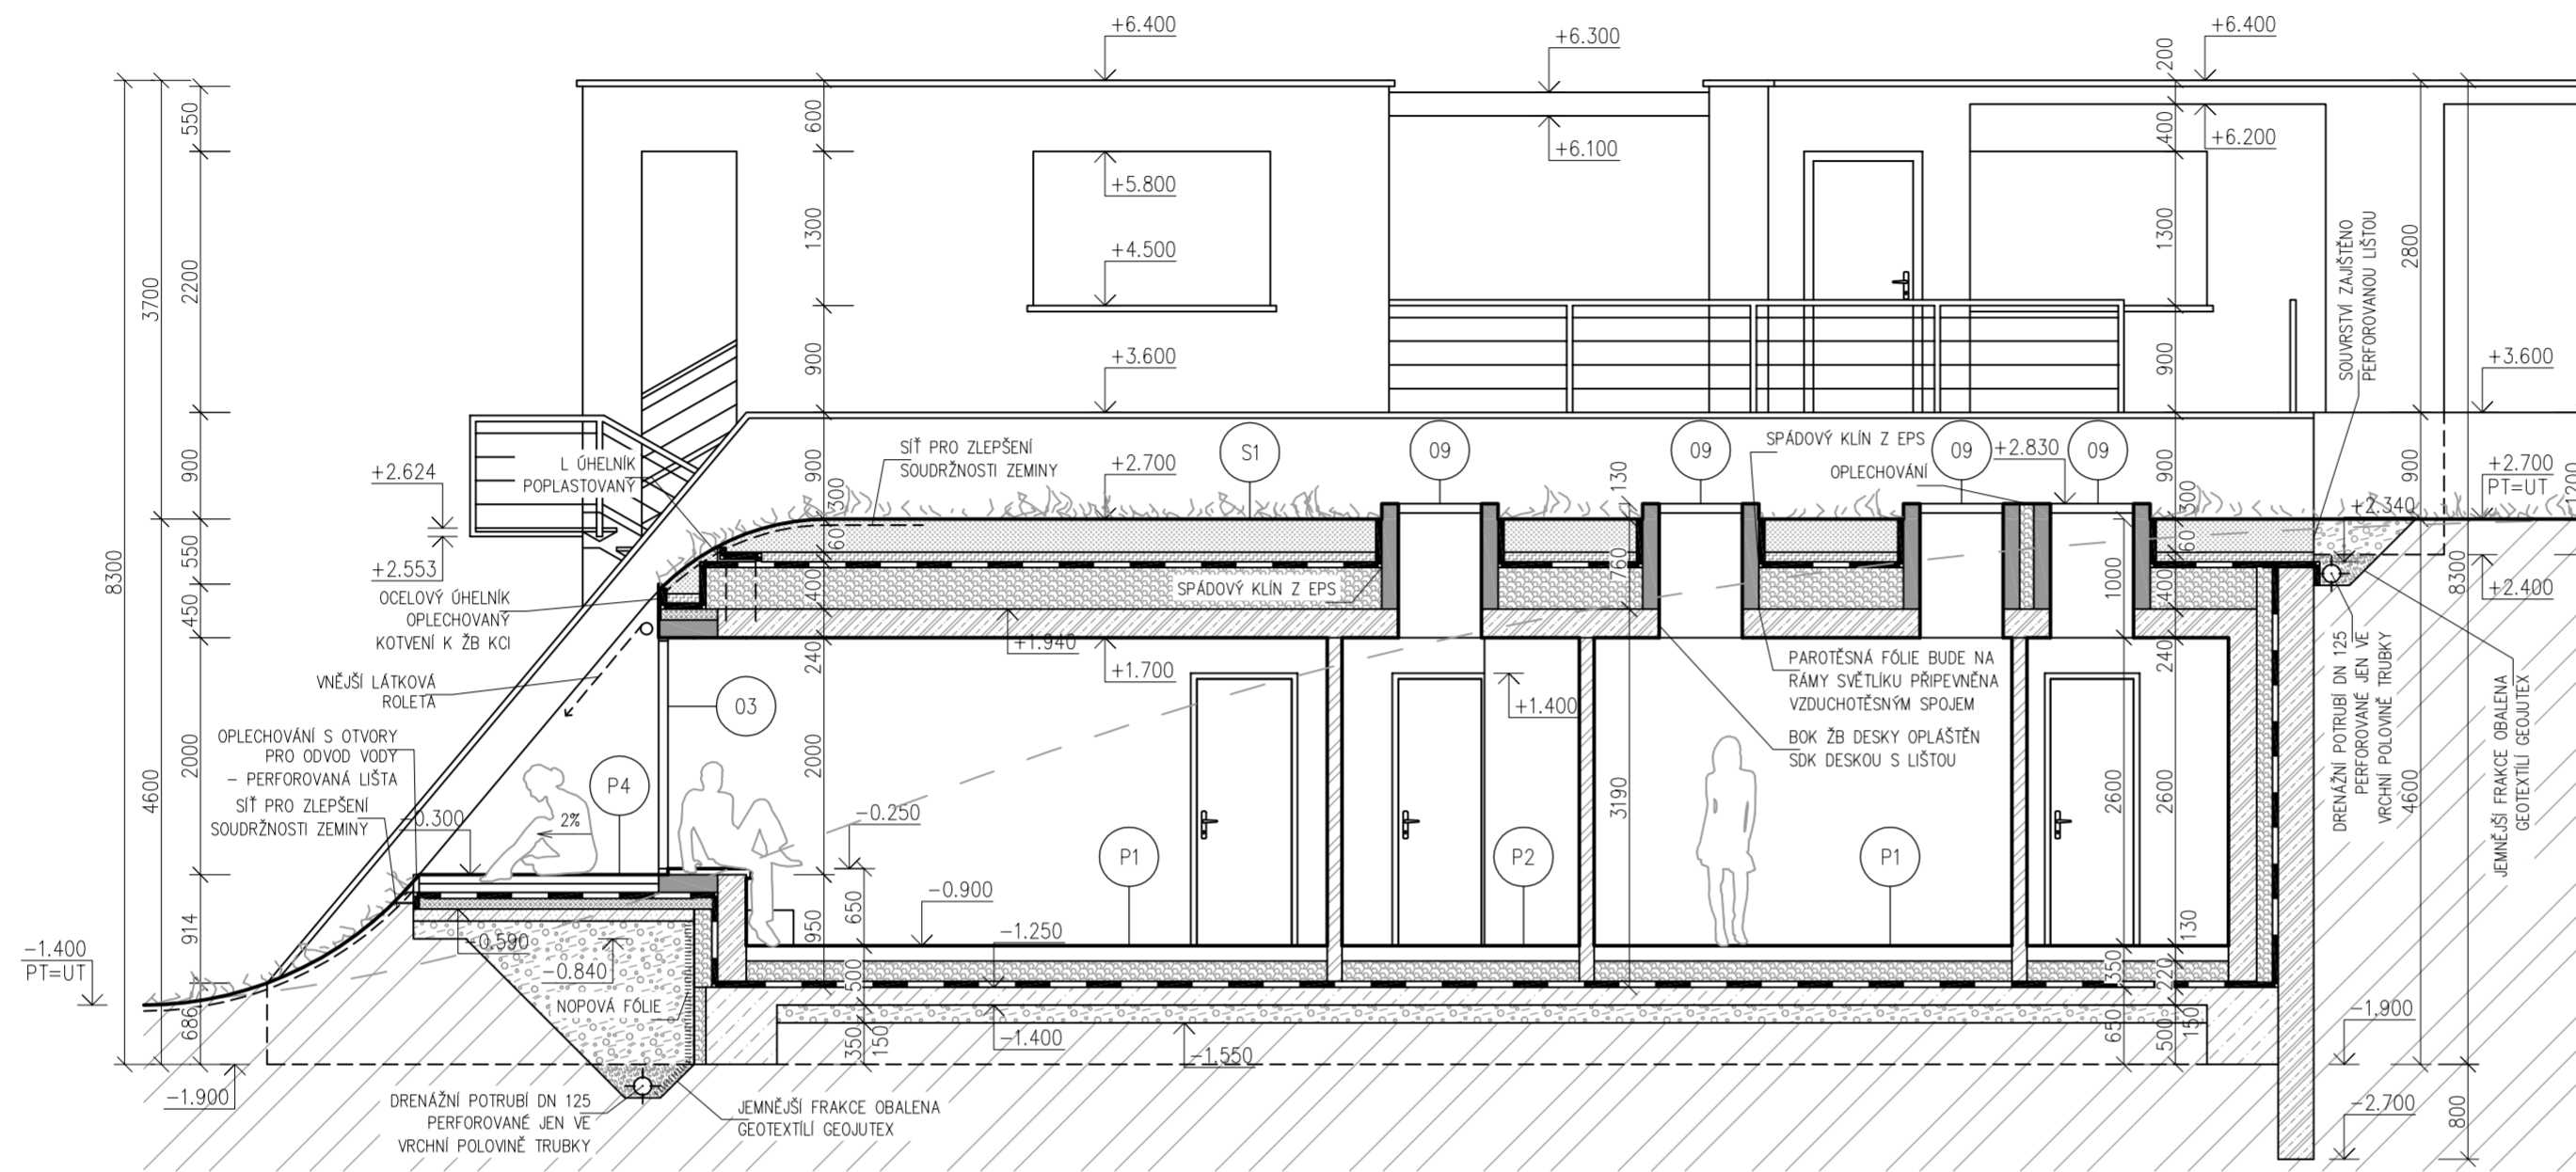 +6.400
+6.300
+6.400
200
550
600
400
+6.200
+6.100
+5.800
1300
1300
+4.500
2200
3700
2800
SOUVRSTVÍ ZAJIŠTĚNO
PERFOROVANOU LIŠTOU
900
900
+3.600
+3.600
8300
900
+2.624
+2.553
L ÚHELNÍK
POPLASTOVANÝ
SÍŤ PRO ZLEPŠENÍ
SOUDRŽNOSTI ZEMINY
900
300
60
400
240
S1
+2.700
09
130
09
SPÁDOVÝ KLÍN Z EPS
OPLECHOVÁNÍ
09
+2.830
09
900
300
60
400
240
900
+2.700
PT=UT
1200
+2.340
+2.400
8300
550
450
OCELOVÝ ÚHELNÍK
OPLECHOVANÝ
KOTVENÍ K ŽB KCI
SPÁDOVÝ KLÍN Z EPS
760
1000
+1.940
+1.700
VNĚJŠÍ LÁTKOVÁ
ROLETA
03
+1.400
PAROTĚSNÁ FÓLIE BUDE NA
RÁMY SVĚTLÍKU PŘIPEVNĚNA
VZDUCHOTĚSNÝM SPOJEM
BOK ŽB DESKY OPLÁŠTĚN
SDK DESKOU S LIŠTOU
DRENÁŽNÍ POTRUBÍ DN 125
PERFOROVANÉ JEN VE
VRCHNÍ POLOVINĚ TRUBKY
JEMNĚJŠÍ FRAKCE OBALENA
GEOTEXTÍLÍ GEOJUTEX
OPLECHOVÁNÍ S OTVORY
PRO ODVOD VODY
– PERFOROVANÁ LIŠTA
SÍŤ PRO ZLEPŠENÍ
SOUDRŽNOSTI ZEMINY
2000
4600
P4
2%
-0.300
2000
-0.250
3190
2600
2600
4600
P1
P2
P1
-0.900
650
950
914
-1.400
PT=UT
-0.590
-0.840
-1.250
130
350
220
500
NOPOVÁ FÓLIE
686
350
150
-1.400
-1.550
650
500
150
-1.900
-1.900
DRENÁŽNÍ POTRUBÍ DN 125
PERFOROVANÉ JEN VE
VRCHNÍ POLOVINĚ TRUBKY
JEMNĚJŠÍ FRAKCE OBALENA
GEOTEXTÍLÍ GEOJUTEX
-2.700
800